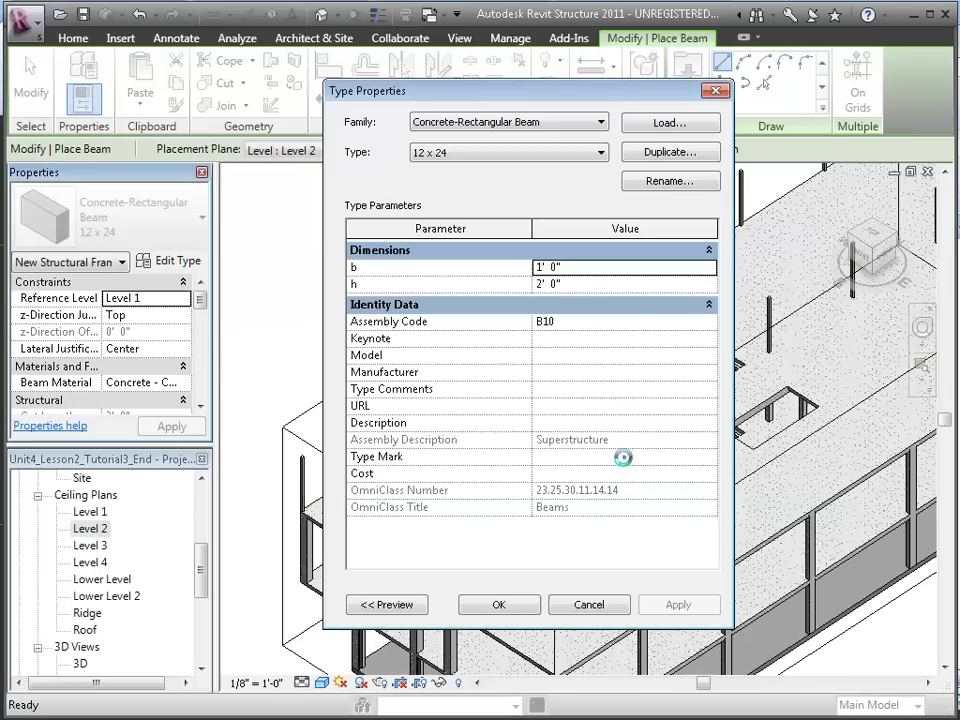 Autodesk Revit Structure 2011 - UNREGISTERED...
Home Insert Annotate Analyze Architect & Site Collaborate View Manage Add-Ins Modify | Place Beam
Modify
Paste
Cope
Cut
Join
On
Grids
Select Properties Clipboard Geometry Draw Multiple
Modify | Place Beam Placement Plane: Level : Level 2
Properties
Concrete-Rectangular
Beam
12 x 24
New Structural Fran Edit Type
Constraints
Reference Level Level 1
z-Direction Ju... Top
z-Direction Of... 0' 0"
Lateral Justific... Center
Materials and F...
Beam Material Concrete - C...
Structural
Properties help Apply
Unit4_Lesson2_Tutorial3_End - Proje...
Site
Ceiling Plans
Level 1
Level 2
Level 3
Level 4
Lower Level
Lower Level 2
Ridge
Roof
3D Views
3D
Type Properties
Family: Concrete-Rectangular Beam Load...
Type: 12 x 24 Duplicate...
Rename...
Type Parameters
Parameter Value
Dimensions
b 1' 0"
h 2' 0"
Identity Data
Assembly Code B10
Keynote
Model
Manufacturer
Type Comments
URL
Description
Assembly Description Superstructure
Type Mark
Cost
OmniClass Number 23.25.30.11.14.14
OmniClass Title Beams
<< Preview OK Cancel Apply
1/8" = 1'-0"
Ready Main Model